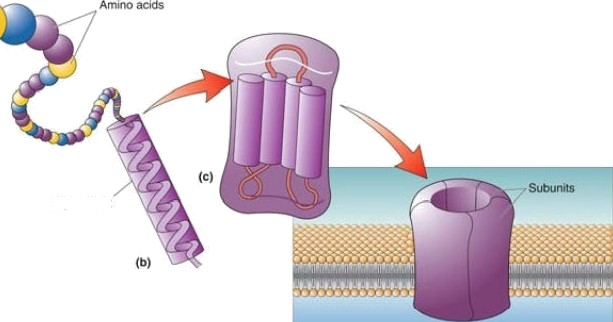 Amino acids
(c)
Subunits
(b)